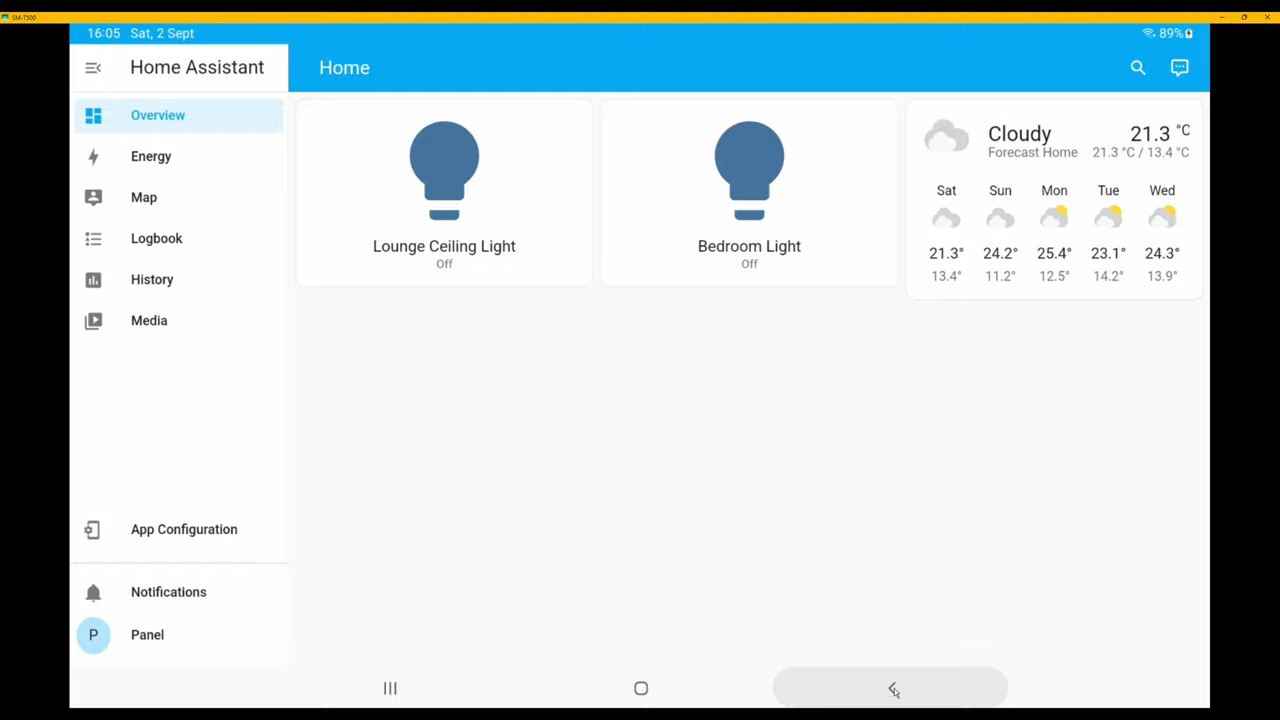 SM-T500
16:05 Sat, 2 Sept
89%
Home Assistant
Home
Overview
Energy
Map
Logbook
History
Media
App Configuration
Notifications
P Panel
Lounge Ceiling Light
Off
Bedroom Light
Off
Cloudy 21.3 °C
Forecast Home 21.3 °C / 13.4 °C
Sat Sun Mon Tue Wed
21.3° 24.2° 25.4° 23.1° 24.3°
13.4° 11.2° 12.5° 14.2° 13.9°